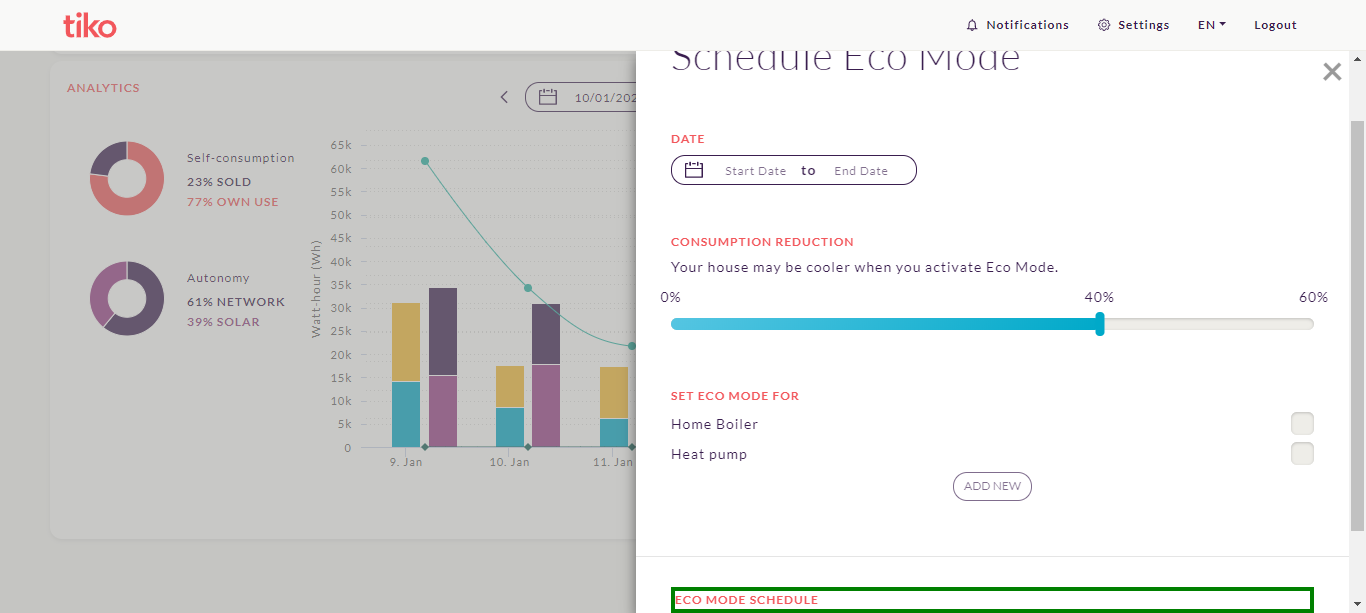 tiko
Notifications
Settings
EN
Logout
ANALYTICS
10/01/202
Self-consumption
23% SOLD
77% OWN USE
Autonomy
61% NETWORK
39% SOLAR
Watt-hour (Wh)
65k
60k
55k
50k
45k
40k
35k
30k
25k
20k
15k
10k
5k
0
9. Jan
10. Jan
11. Jan
Schedule Eco Mode
DATE
Start Date to End Date
CONSUMPTION REDUCTION
Your house may be cooler when you activate Eco Mode.
0% 40% 60%
SET ECO MODE FOR
Home Boiler
Heat pump
ADD NEW
ECO MODE SCHEDULE